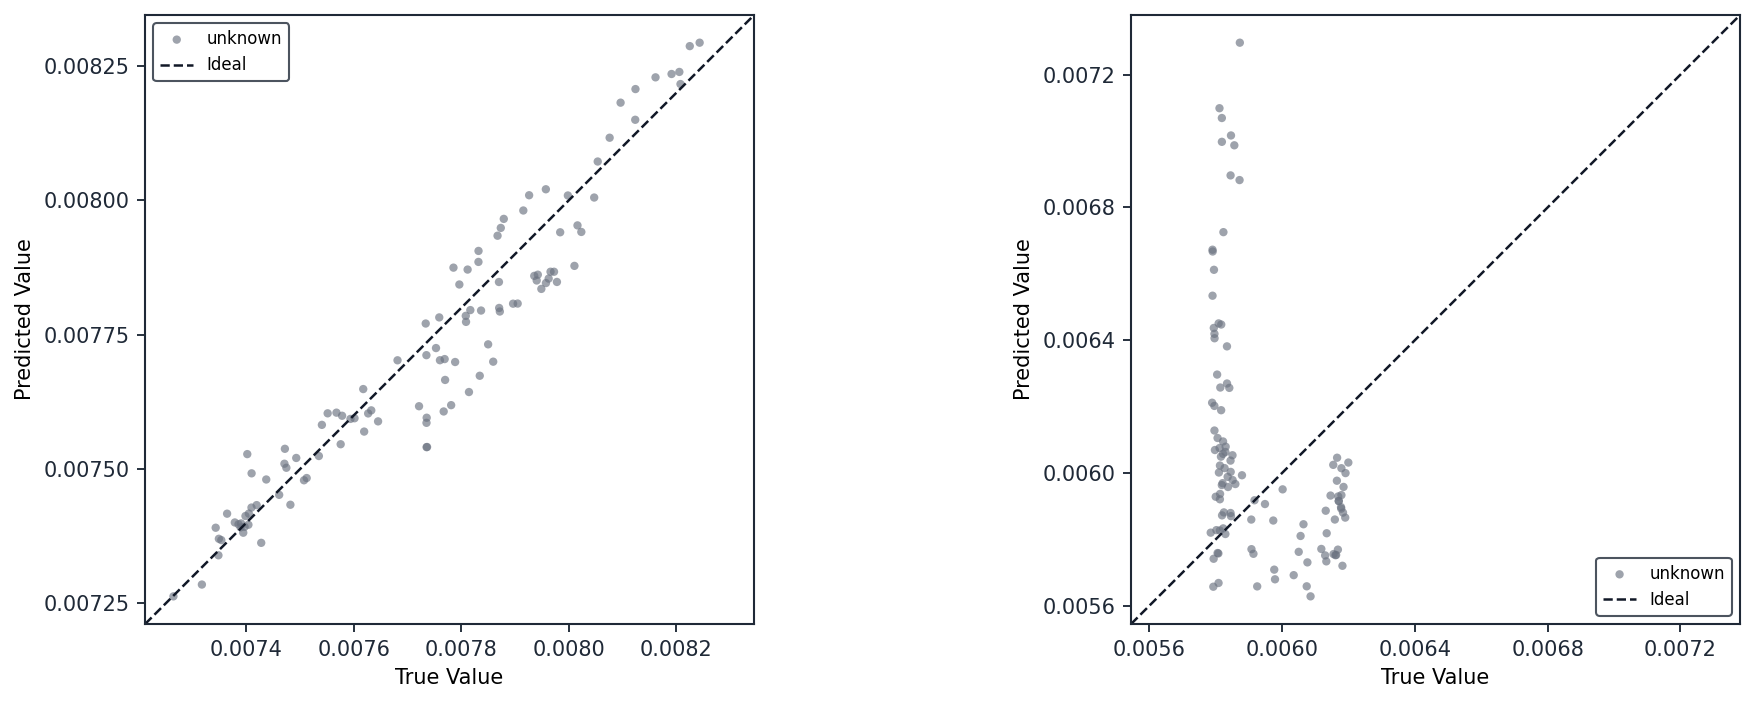 unknown
Ideal
0.00825
0.00800
0.00775
0.00750
0.00725
Predicted Value
0.0074 0.0076 0.0078 0.0080 0.0082
True Value
0.0072
0.0068
0.0064
0.0060
0.0056
Predicted Value
unknown
Ideal
0.0056 0.0060 0.0064 0.0068 0.0072
True Value